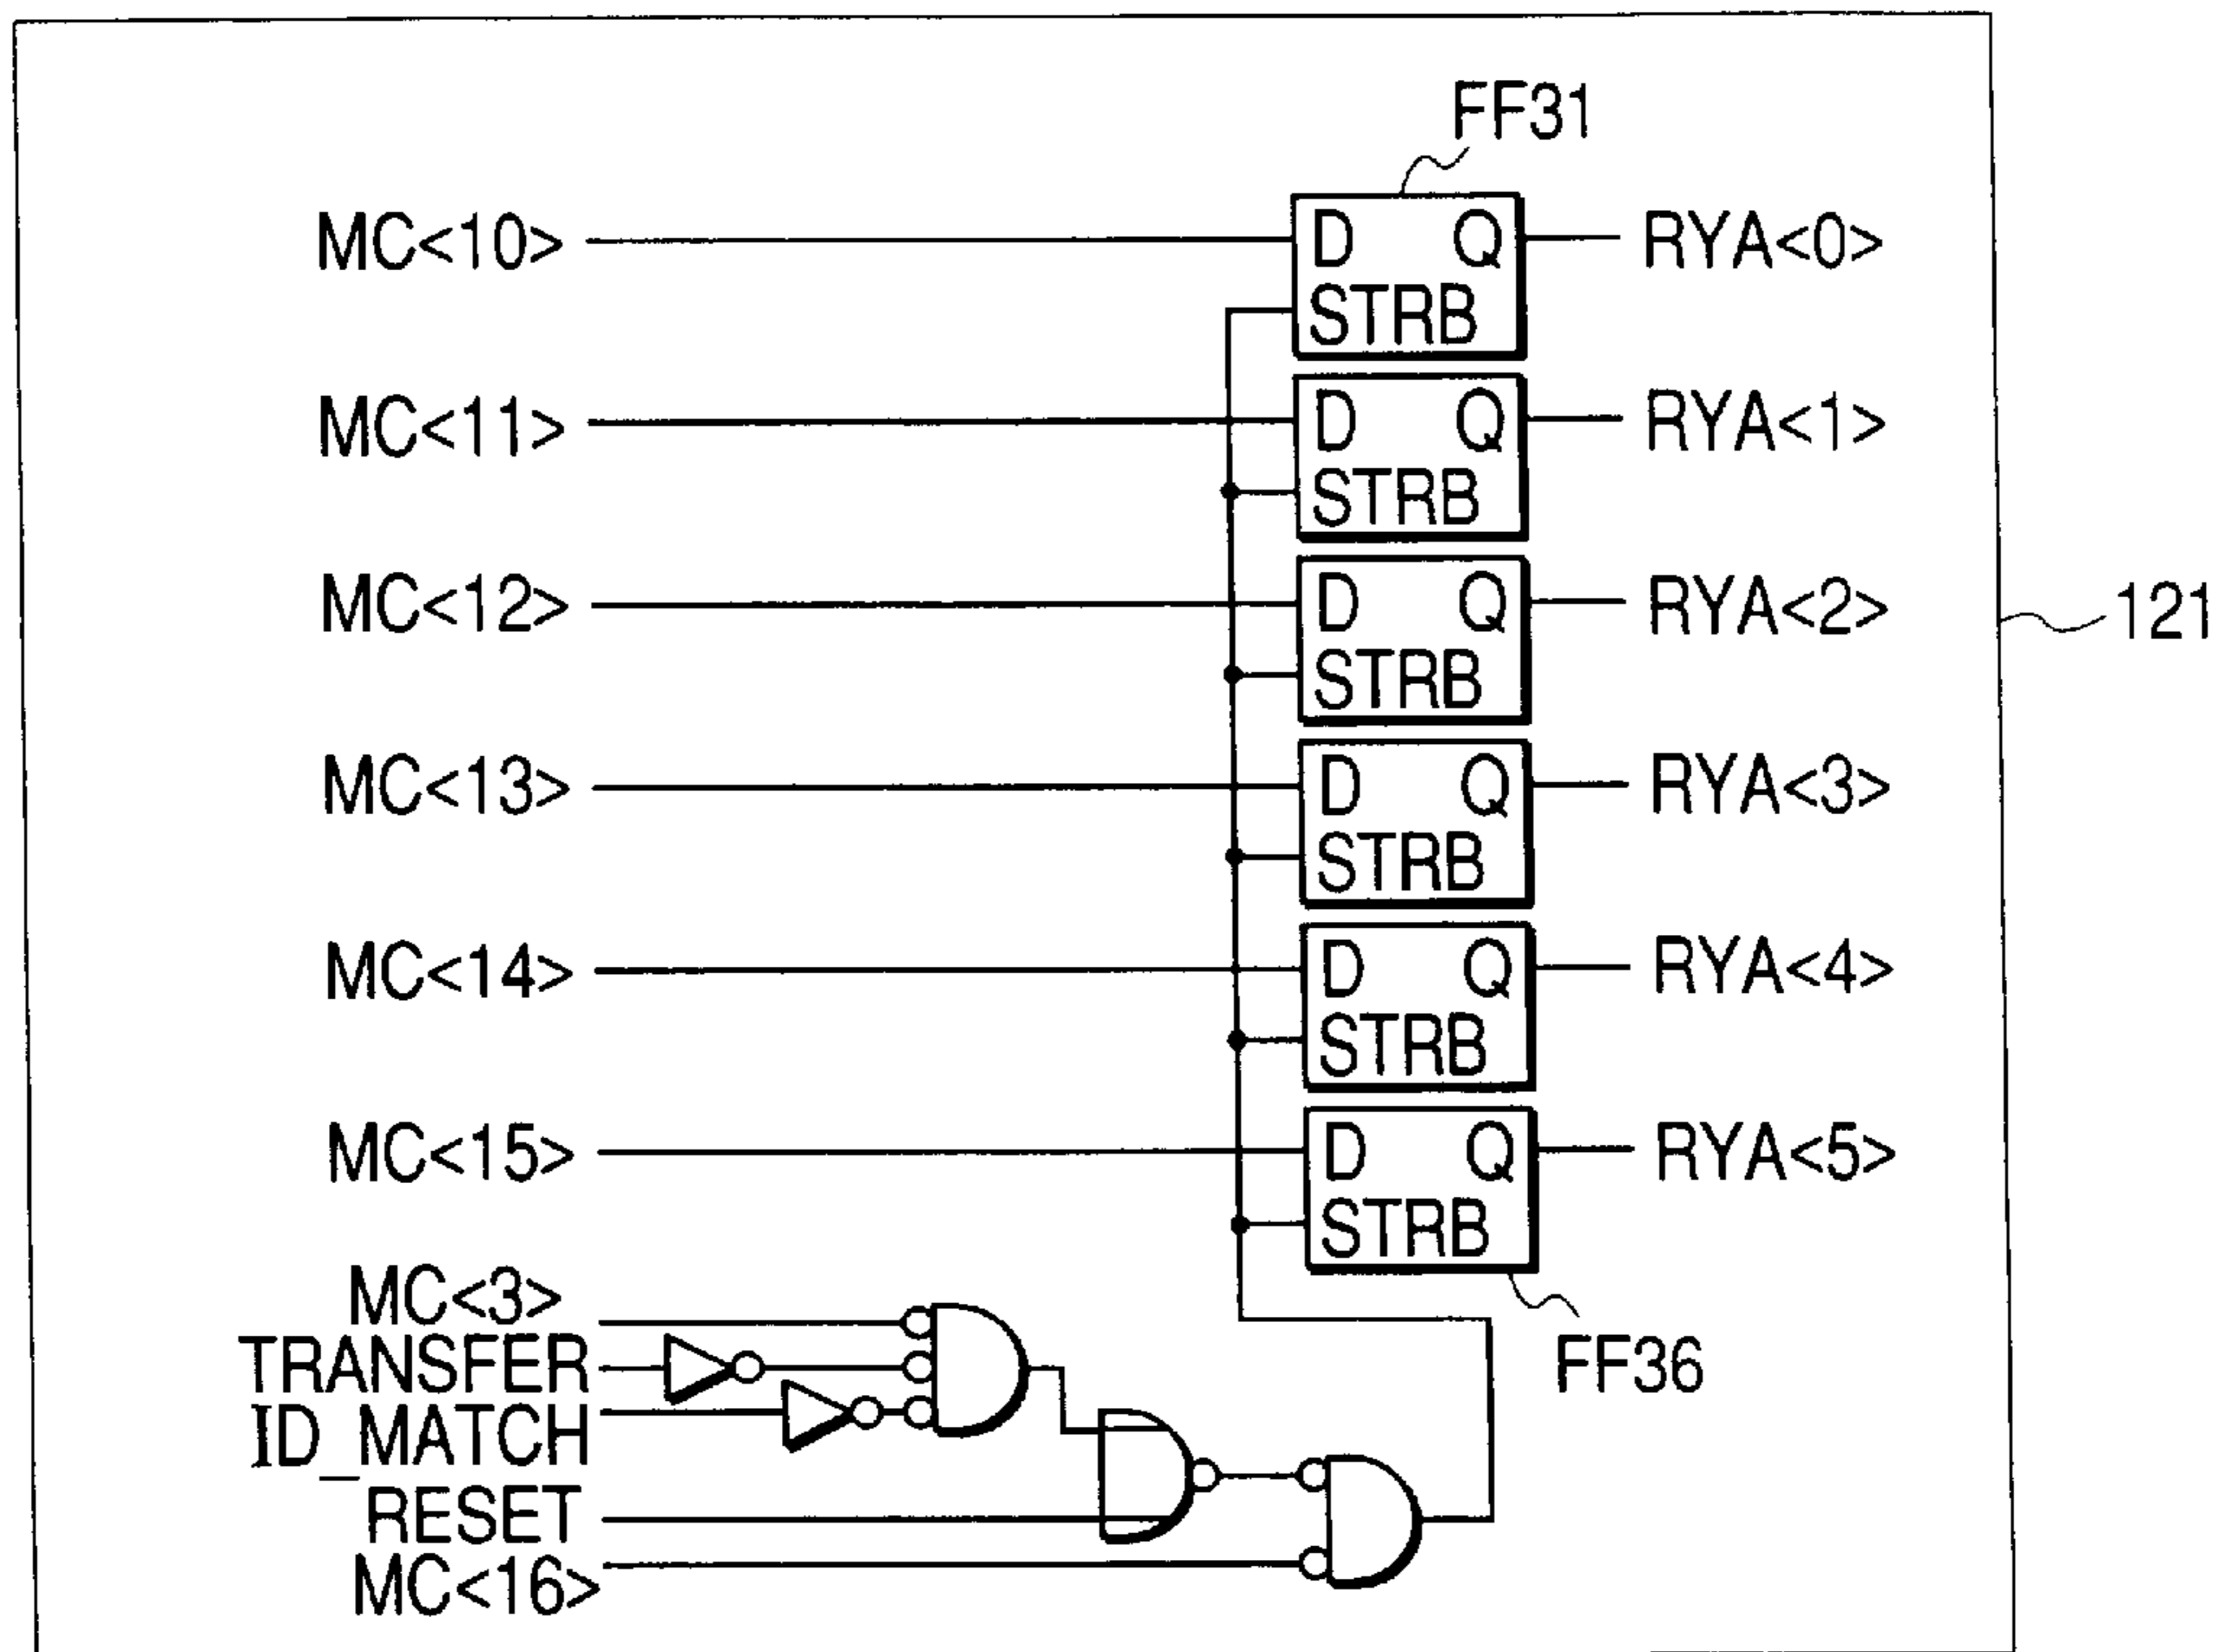 FF31
MC<10> D Q RYA<0>
STRB
MC<11> D Q RYA<1>
STRB
MC<12> D Q RYA<2>
STRB
121
MC<13> D Q RYA<3>
STRB
MC<14> D Q RYA<4>
STRB
MC<15> D Q RYA<5>
STRB
MC<3>
TRANSFER
FF36
ID_MATCH
RESET
MC<16>